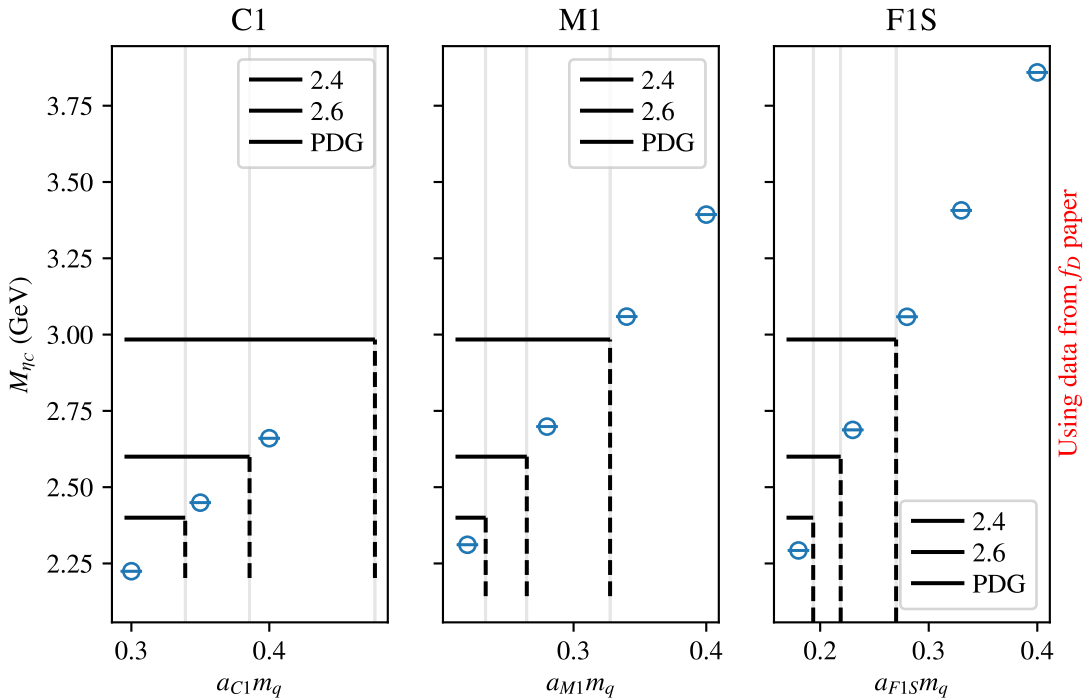 C1
M1
F1S
M_{η_C} (GeV)
3.75
3.50
3.25
3.00
2.75
2.50
2.25
2.4
2.6
PDG
2.4
2.6
PDG
2.4
2.6
PDG
0.3
0.4
0.3
0.4
0.2
0.3
0.4
a_{C1}m_q
a_{M1}m_q
a_{F1S}m_q
Using data from f_D paper